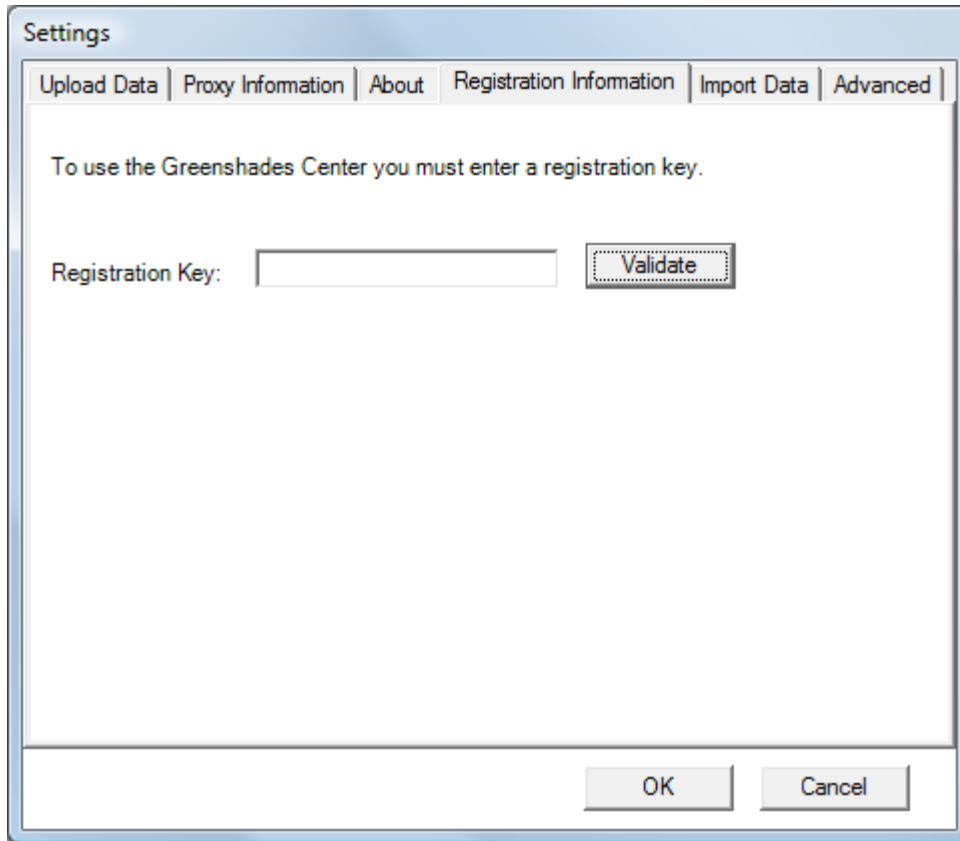 Settings
Upload Data Proxy Information About Registration Information Import Data Advanced
To use the Greenshades Center you must enter a registration key.
Registration Key: Validate
OK Cancel